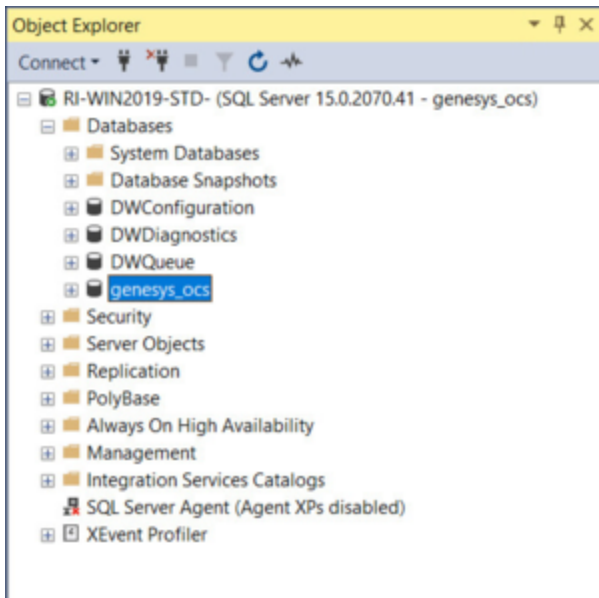 Object Explorer
Connect
RI-WIN2019-STD- (SQL Server 15.0.2070.41 - genesys_ocs)
Databases
System Databases
Database Snapshots
DWConfiguration
DWDiagnostics
DWQueue
genesys_ocs
Security
Server Objects
Replication
PolyBase
Always On High Availability
Management
Integration Services Catalogs
SQL Server Agent (Agent XPs disabled)
XEvent Profiler